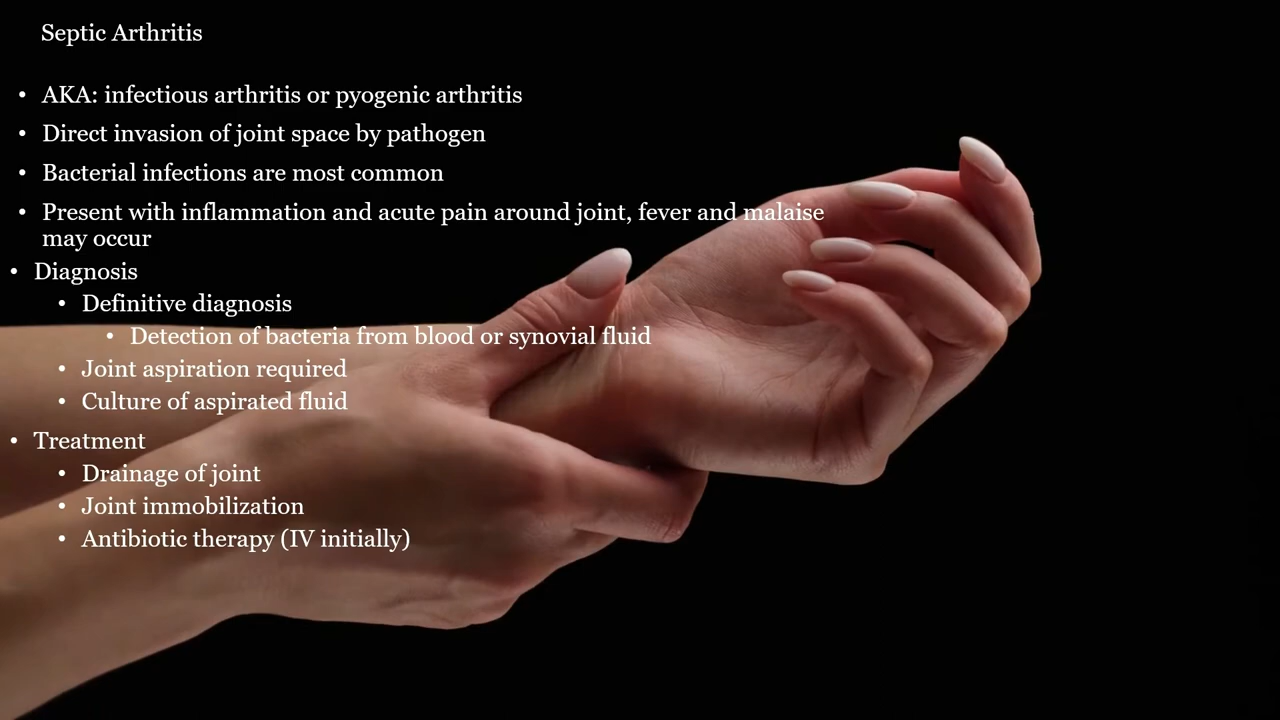 Septic Arthritis
• AKA: infectious arthritis or pyogenic arthritis
• Direct invasion of joint space by pathogen
• Bacterial infections are most common
• Present with inflammation and acute pain around joint, fever and malaise
may occur
• Diagnosis
• Definitive diagnosis
• Detection of bacteria from blood or synovial fluid
• Joint aspiration required
• Culture of aspirated fluid
• Treatment
• Drainage of joint
• Joint immobilization
• Antibiotic therapy (IV initially)